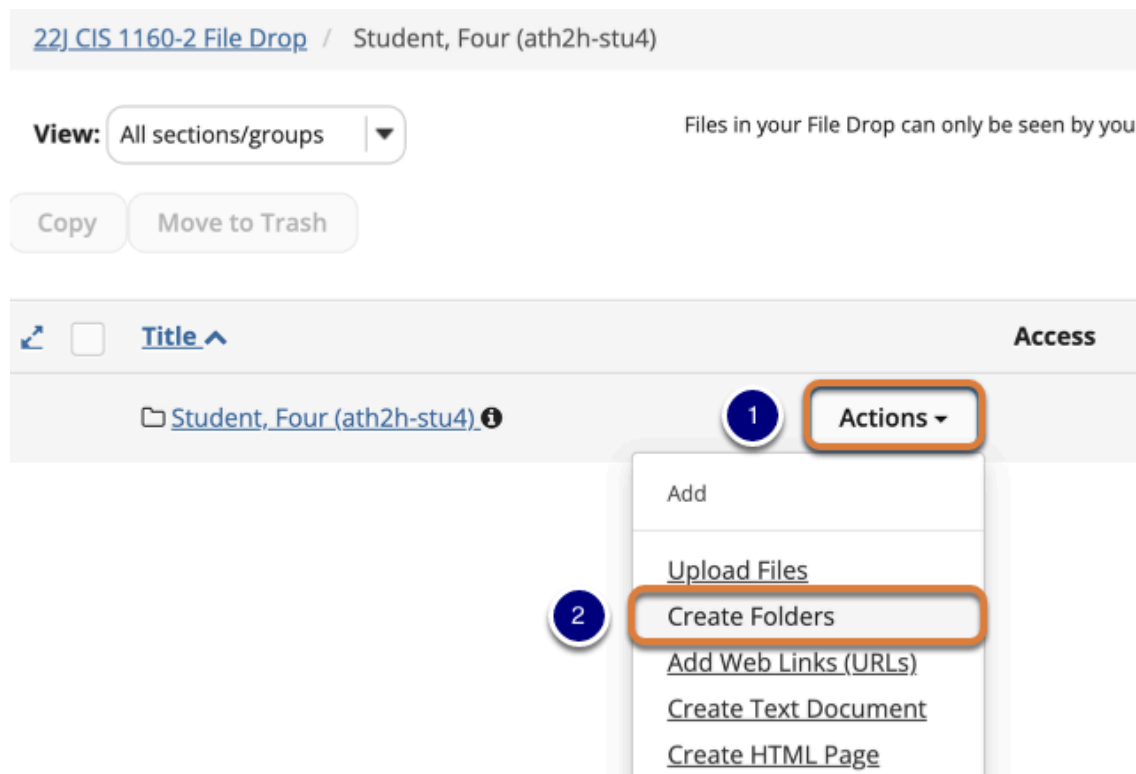 22J CIS 1160-2 File Drop / Student, Four (ath2h-stu4)
View: All sections/groups
Files in your File Drop can only be seen by you
Copy Move to Trash
Title Access
Student, Four (ath2h-stu4) 1 Actions
Add
Upload Files
2 Create Folders
Add Web Links (URLs)
Create Text Document
Create HTML Page